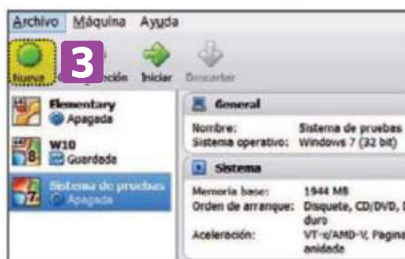 Archivo Máquina Ayuda
3
Nueva ción Iniciar Descartar
Elementary
Apagada
W10
Guardada
Sistema de pruebas
Apagada
General
Nombre: Sistema de pruebas
Sistema operativo: Windows 7 (32 bit)
Sistema
Memoria base: 1944 MB
Orden de arranque: Disquete, CD/DVD, D
duro
Aceleración: VT-x/AMD-V, Pagina
anidada